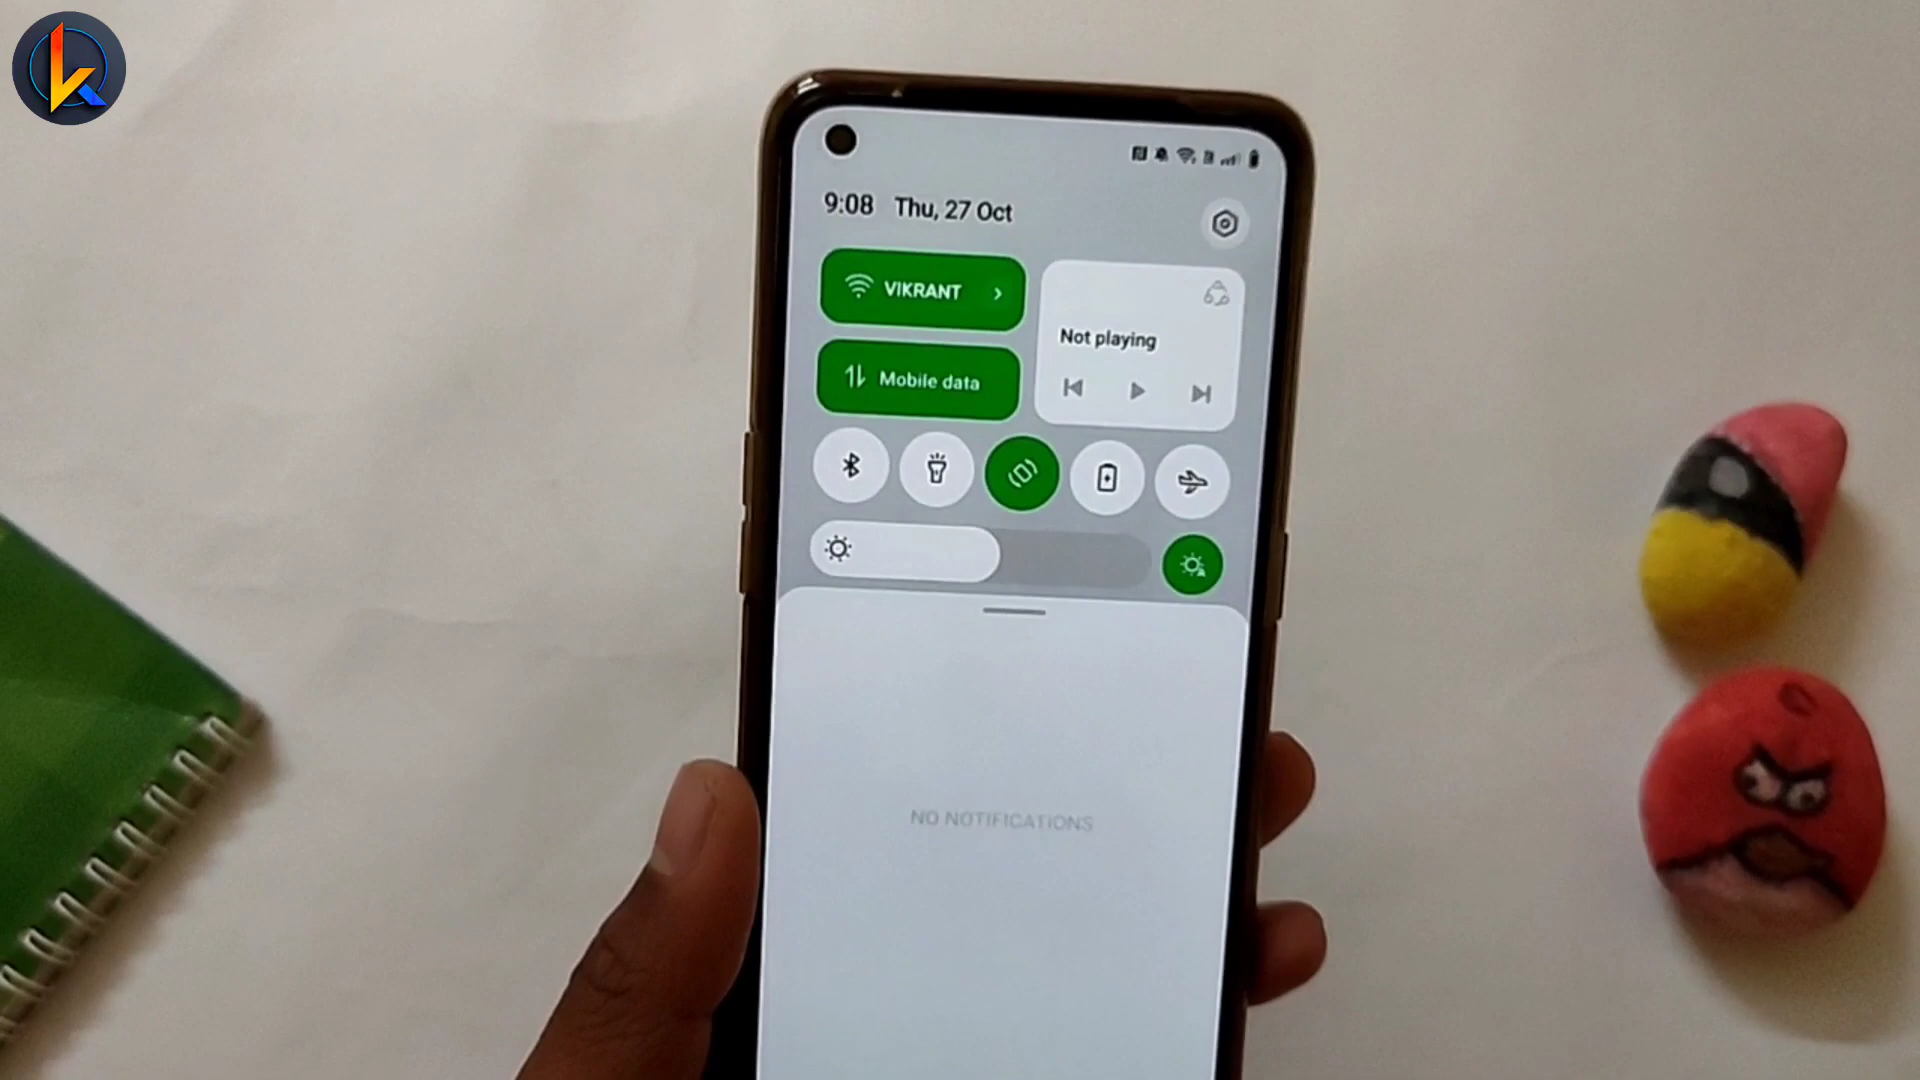 9:08 Thu, 27 Oct
VIKRANT
Mobile data
Not playing
NO NOTIFICATIONS